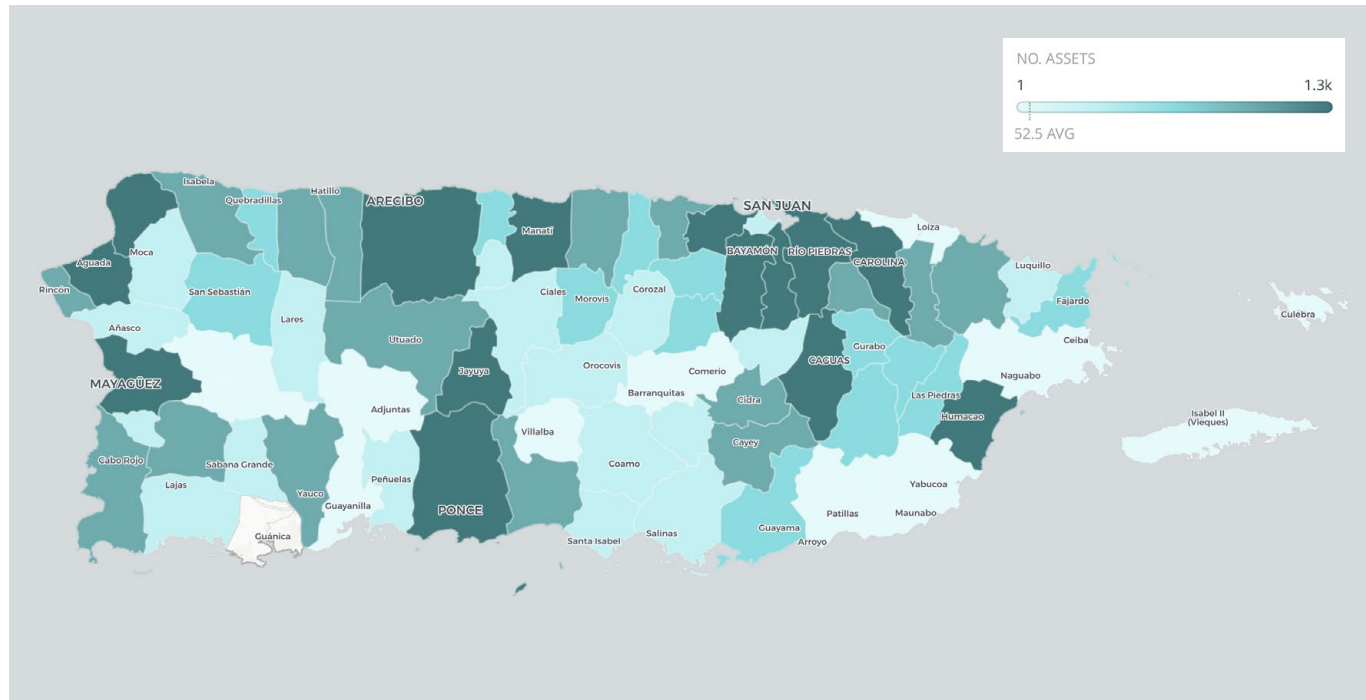 NO. ASSETS
1 1.3k
52.5 AVG
Isabela
Hatillo
Quebradillas
ARECIBO
SAN JUAN
Manatí
Loíza
Moca
BAYAMÓN
RÍO PIEDRAS
Aguada
CAROLINA
Luquillo
Rincón
San Sebastián
Ciales
Morovis
Corozal
Fajardo
Culebra
Lares
Añasco
Utuado
Gurabo
Ceiba
CAGUAS
Orocovis
Jayuya
Comerío
Naguabo
MAYAGÜEZ
Barranquitas
Las Piedras
Cidra
Adjuntas
Humacao
Isabel II
(Vieques)
Villalba
Cayey
Cabo Rojo
Sabana Grande
Coamo
Peñuelas
Lajas
Yabucoa
Yauco
Guayanilla
PONCE
Patillas
Maunabo
Guayama
Guánica
Salinas
Santa Isabel
Arroyo